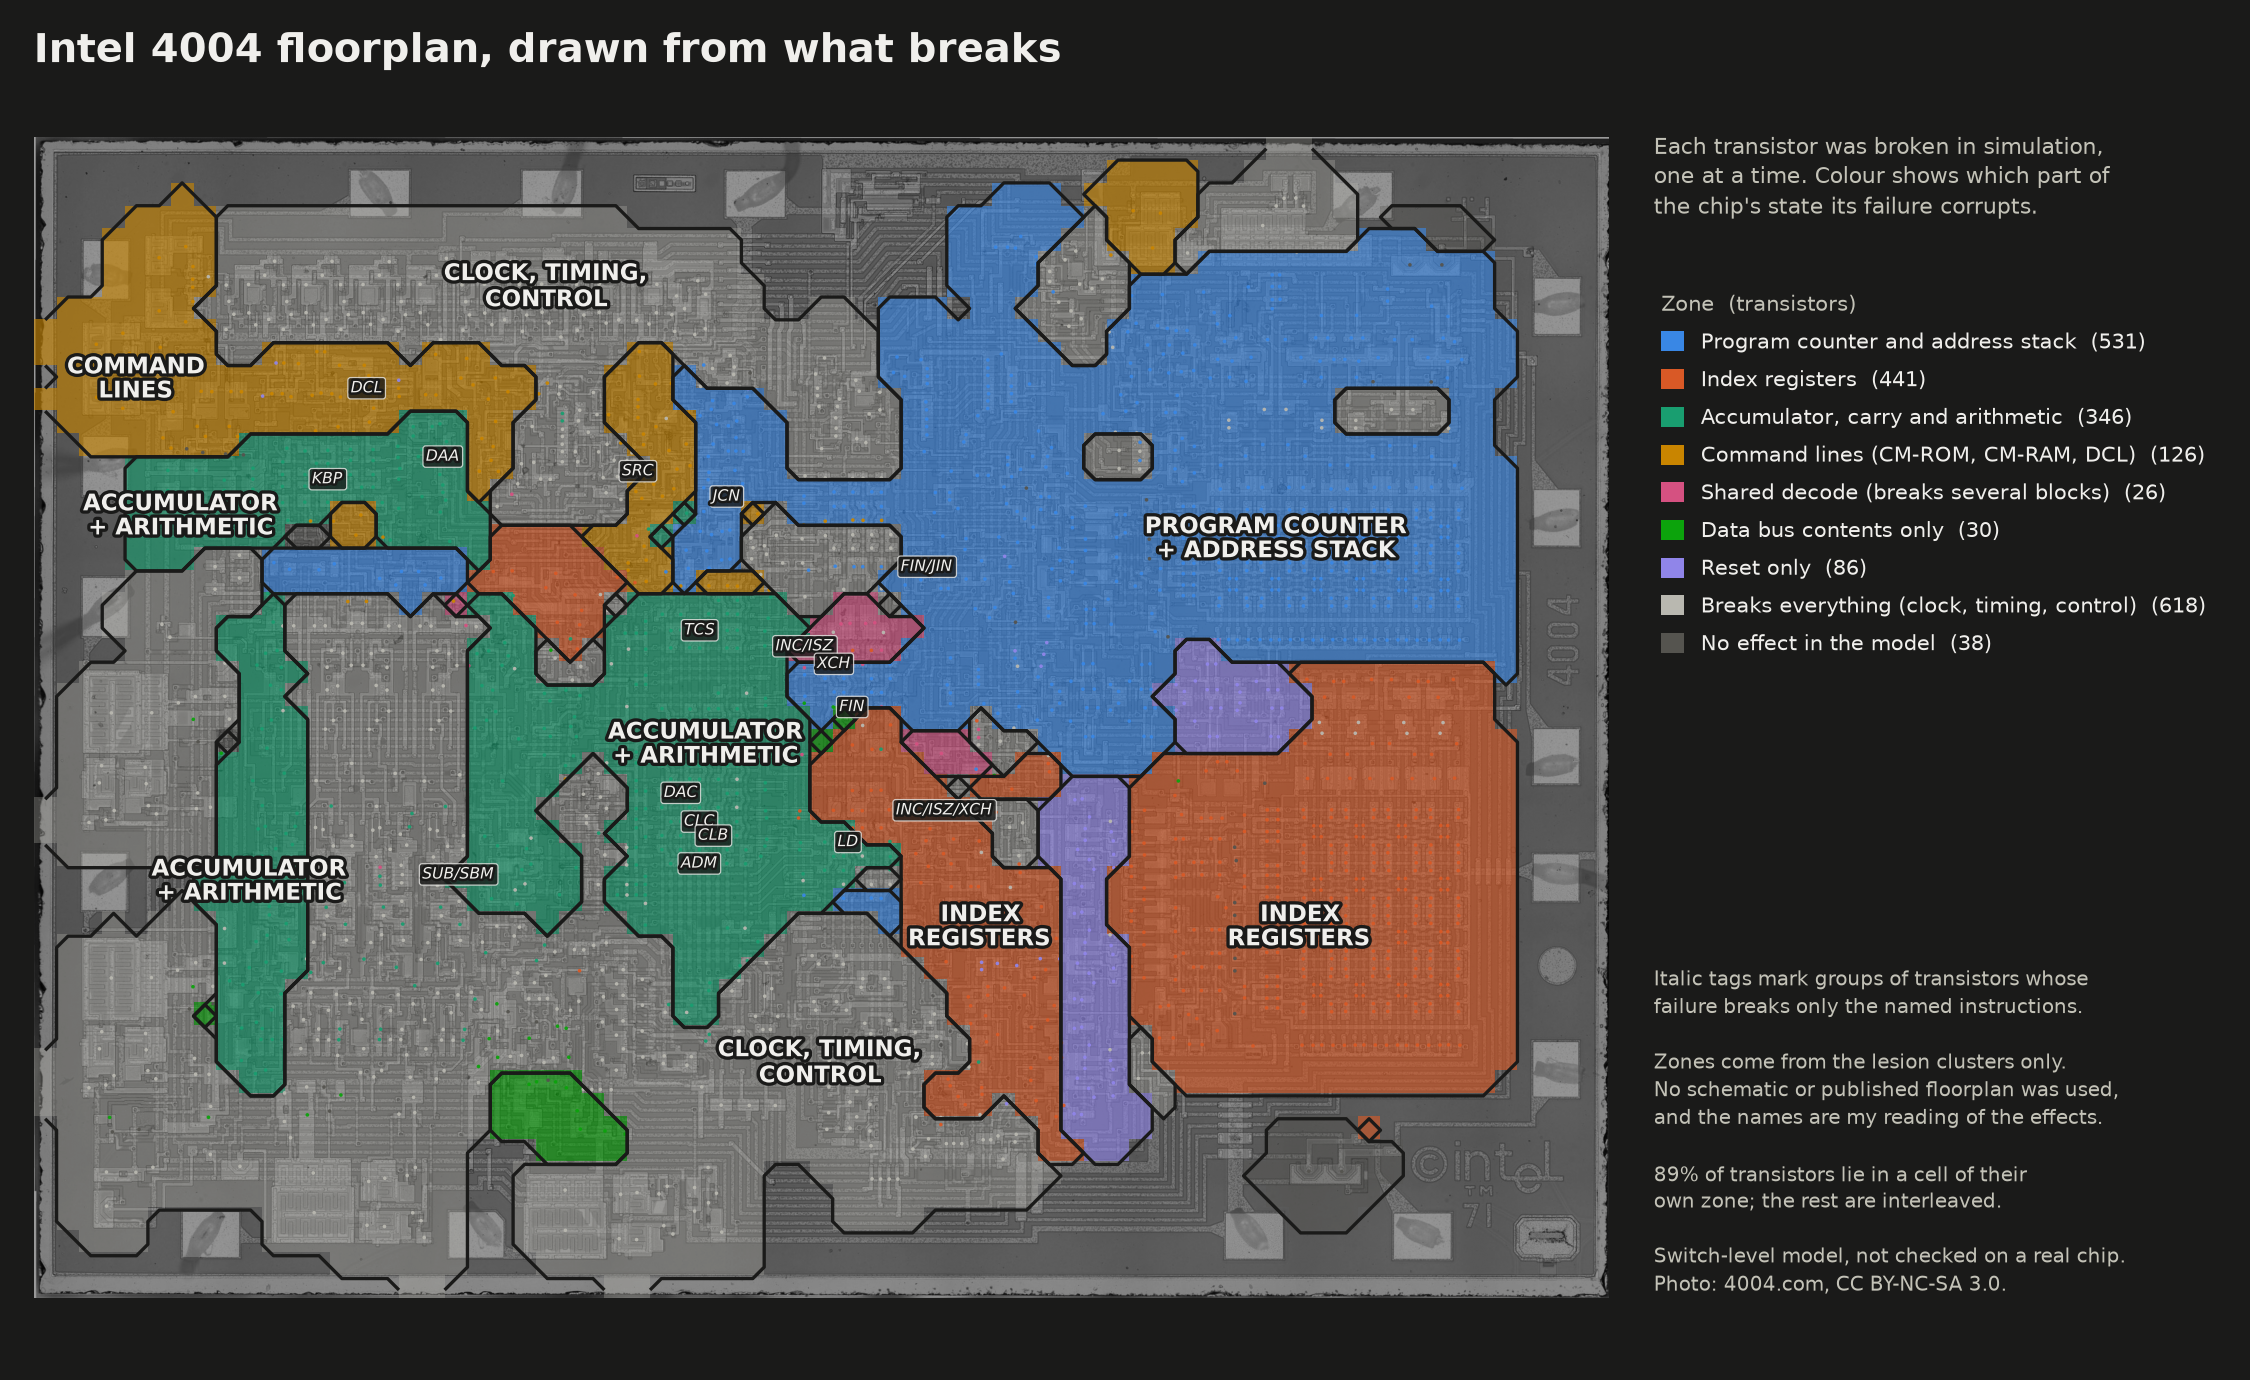 Intel 4004 floorplan, drawn from what breaks
Each transistor was broken in simulation,
one at a time. Colour shows which part of
the chip's state its failure corrupts.
Zone (transistors)
Program counter and address stack (531)
Index registers (441)
Accumulator, carry and arithmetic (346)
Command lines (CM-ROM, CM-RAM, DCL) (126)
Shared decode (breaks several blocks) (26)
Data bus contents only (30)
Reset only (86)
Breaks everything (clock, timing, control) (618)
No effect in the model (38)
Italic tags mark groups of transistors whose
failure breaks only the named instructions.
Zones come from the lesion clusters only.
No schematic or published floorplan was used,
and the names are my reading of the effects.
89% of transistors lie in a cell of their
own zone; the rest are interleaved.
Switch-level model, not checked on a real chip.
Photo: 4004.com, CC BY-NC-SA 3.0.
CLOCK, TIMING,
CONTROL
COMMAND
LINES
DCL
DAA
KBP
SRC
JCN
ACCUMULATOR
+ ARITHMETIC
PROGRAM COUNTER
+ ADDRESS STACK
FIN/JIN
TCS
INC/ISZ
XCH
FIN
ACCUMULATOR
+ ARITHMETIC
DAC
CLC
CLB
ADM
LD
INC/ISZ/XCH
SUB/SBM
ACCUMULATOR
+ ARITHMETIC
INDEX
REGISTERS
INDEX
REGISTERS
CLOCK, TIMING,
CONTROL
4004
©intel
TM
71